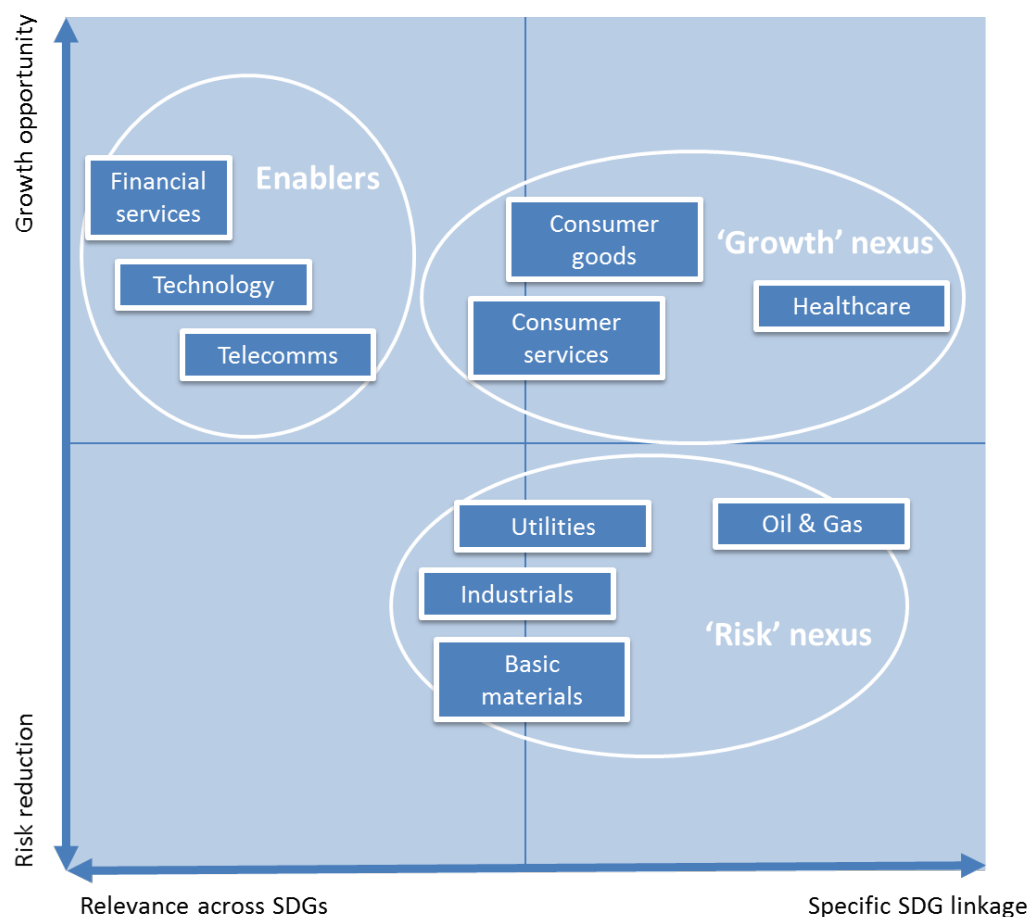 Growth opportunity
Financial
services
Enablers
Technology
Telecomms
Consumer
goods
‘Growth’ nexus
Consumer
services
Healthcare
Utilities
Oil & Gas
Industrials
‘Risk’ nexus
Basic
materials
Risk reduction
Relevance across SDGs
Specific SDG linkage